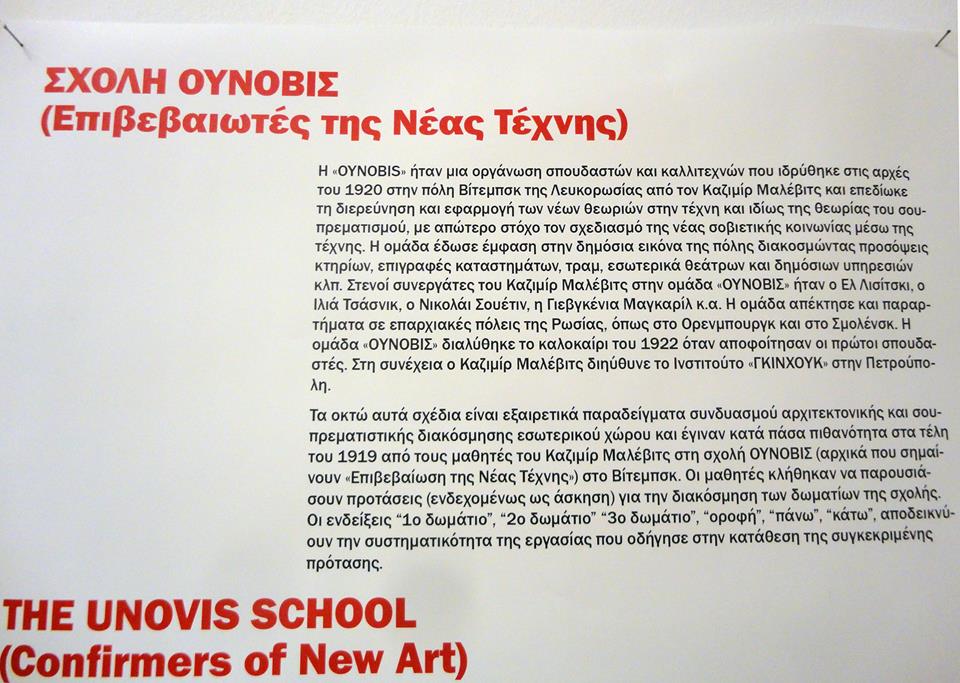 ΣΧΟΛΗ ΟΥΝΟΒΙΣ
(Επιβεβαιωτές της Νέας Τέχνης)
Η «ΟΥΝΟΒΙS» ήταν μια οργάνωση σπουδαστών και καλλιτεχνών που ιδρύθηκε στις αρχές
του 1920 στην πόλη Βίτεμπσκ της Λευκορωσίας από τον Καζιμίρ Μαλέβιτς και επεδίωκε
τη διερεύνηση και εφαρμογή των νέων θεωριών στην τέχνη και ιδίως της θεωρίας του σου-
πρεματισμού, με απώτερο στόχο τον σχεδιασμό της νέας σοβιετικής κοινωνίας μέσω της
τέχνης. Η ομάδα έδωσε έμφαση στην δημόσια εικόνα της πόλης διακοσμώντας προσόψεις
κτηρίων, επιγραφές καταστημάτων, τραμ, εσωτερικά θεάτρων και δημόσιων υπηρεσιών
κλπ. Στενοί συνεργάτες του Καζιμίρ Μαλέβιτς στην ομάδα «ΟΥΝΟΒΙΣ» ήταν ο Ελ Λισίτσκι, ο
Ιλιά Τσάσνικ, ο Νικολάι Σουέτιν, η Γιεβγκένια Μαγκαρίλ κ.α. Η ομάδα απέκτησε και παραρ-
τήματα σε επαρχιακές πόλεις της Ρωσίας, όπως στο Ορενμπουργκ και στο Σμολένσκ. Η
ομάδα «ΟΥΝΟΒΙΣ» διαλύθηκε το καλοκαίρι του 1922 όταν αποφοίτησαν οι πρώτοι σπουδα-
στές. Στη συνέχεια ο Καζιμίρ Μαλέβιτς διηύθυνε το Ινστιτούτο «ΓΚΙΝΧΟΥΚ» στην Πετρούπο-
λη.
Τα οκτώ αυτά σχέδια είναι εξαιρετικά παραδείγματα συνδυασμού αρχιτεκτονικής και σου-
πρεματιστικής διακόσμησης εσωτερικού χώρου και έγιναν κατά πάσα πιθανότητα στα τέλη
του 1919 από τους μαθητές του Καζιμίρ Μαλέβιτς στη σχολή ΟΥΝΟΒΙΣ (αρχικά που σημαί-
νουν «Επιβεβαίωση της Νέας Τέχνης») στο Βίτεμπσκ. Οι μαθητές κλήθηκαν να παρουσιά-
σουν προτάσεις (ενδεχομένως ως άσκηση) για την διακόσμηση των δωματίων της σχολής.
Οι ενδείξεις “1ο δωμάτιο”, “2ο δωμάτιο” “3ο δωμάτιο”, “οροφή”, “πάνω”, “κάτω”, αποδεικνύ-
ουν την συστηματικότητα της εργασίας που οδήγησε στην κατάθεση της συγκεκριμένης
πρότασης.
THE UNOVIS SCHOOL
(Confirmers of New Art)